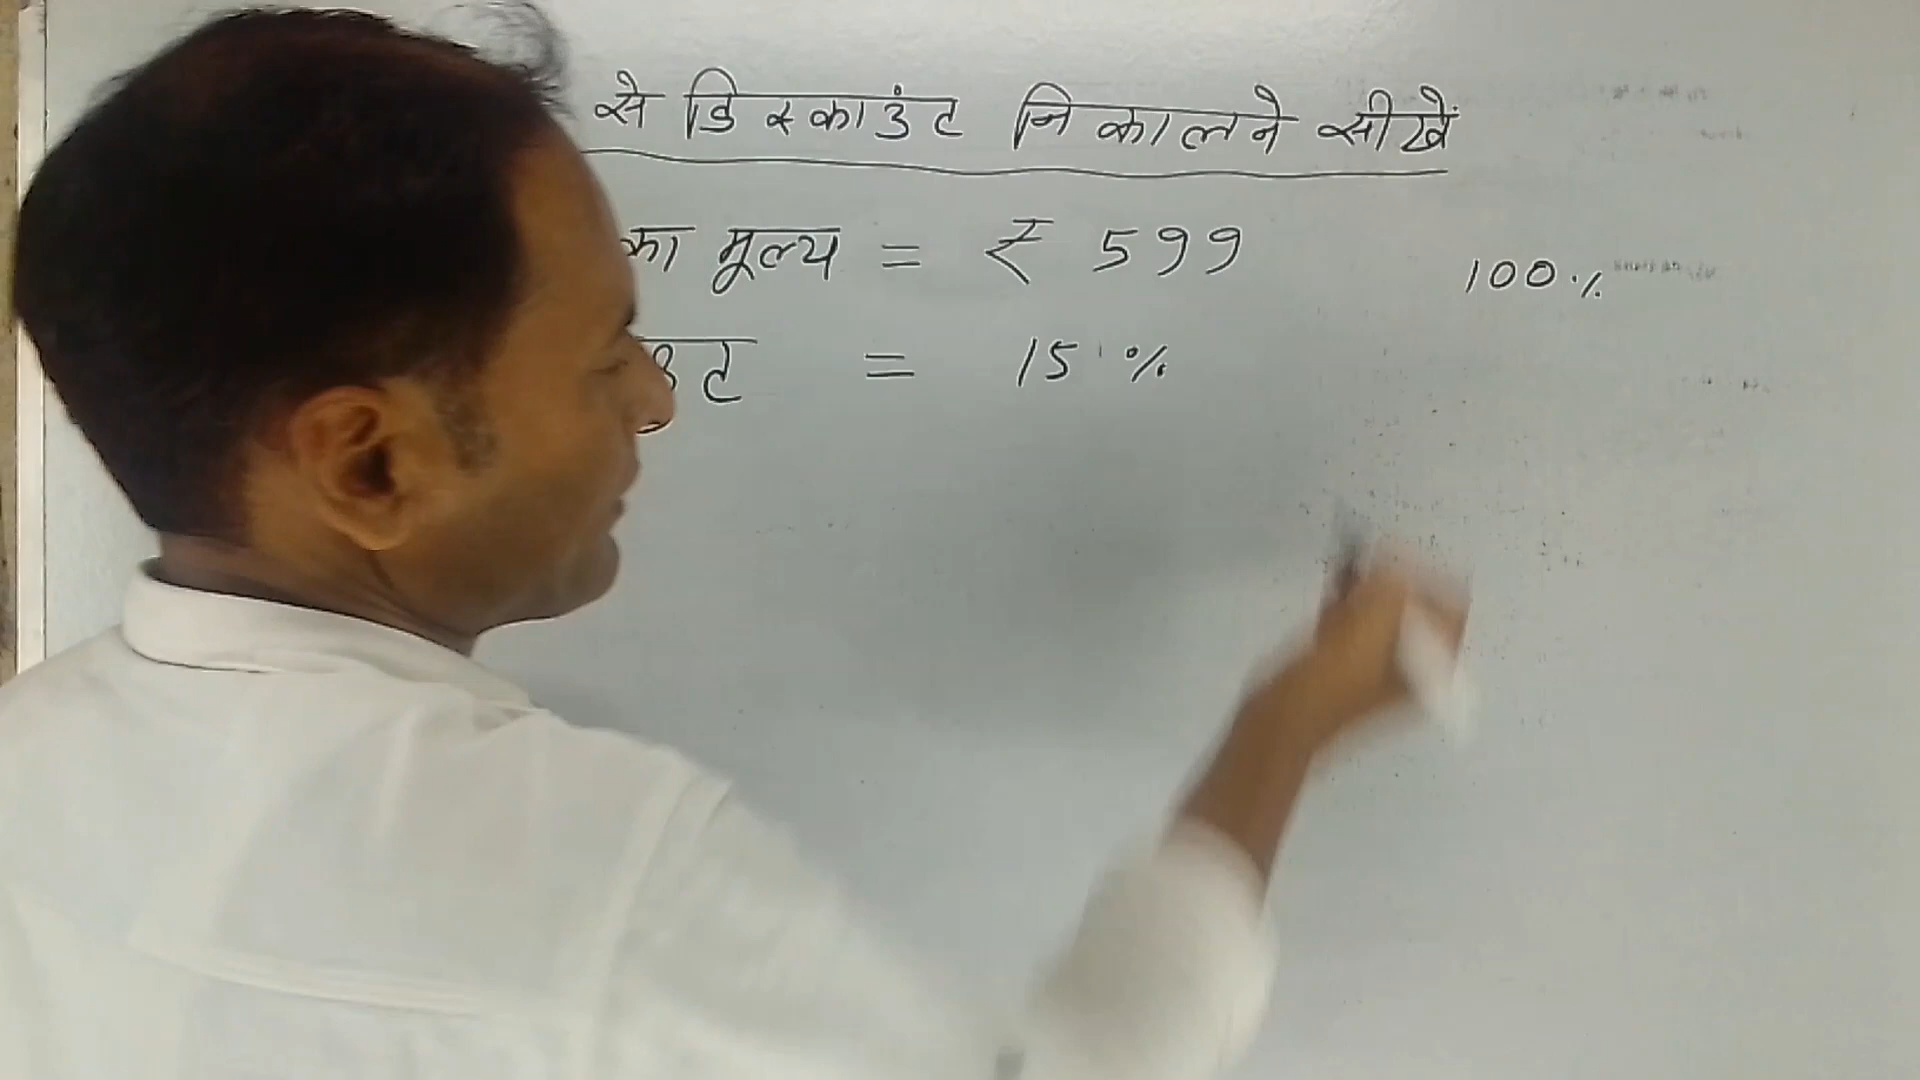 से डिस्काउंट निकालने सीखें
का मूल्य = ₹ 599 100%
उंट = 15%